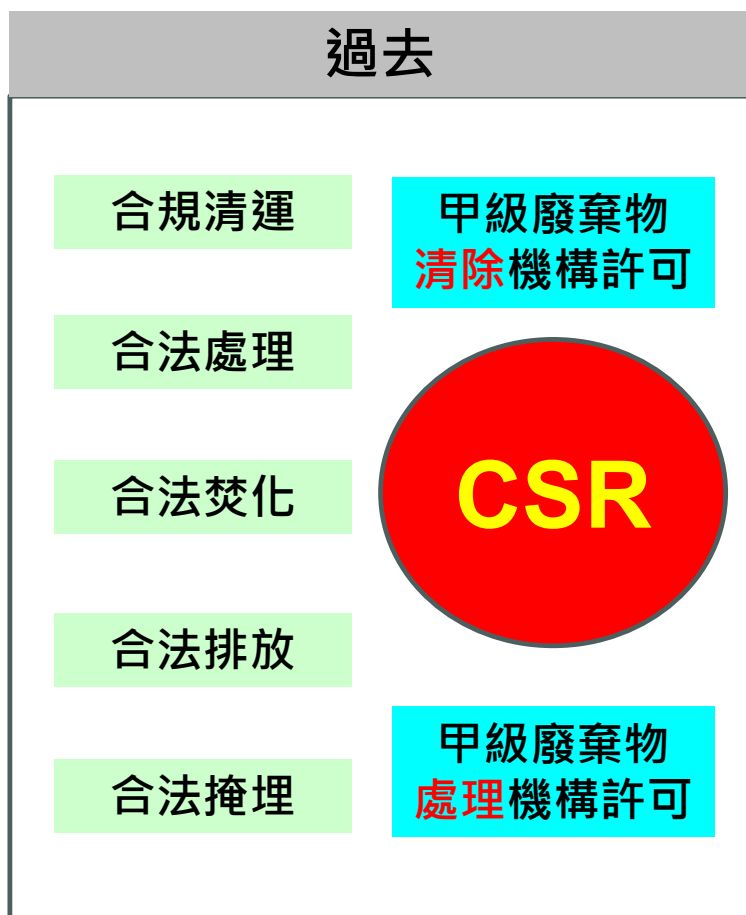 過去
合規清運
合法處理
合法焚化
合法排放
合法掩埋
甲級廢棄物
清除機構許可
CSR
甲級廢棄物
處理機構許可